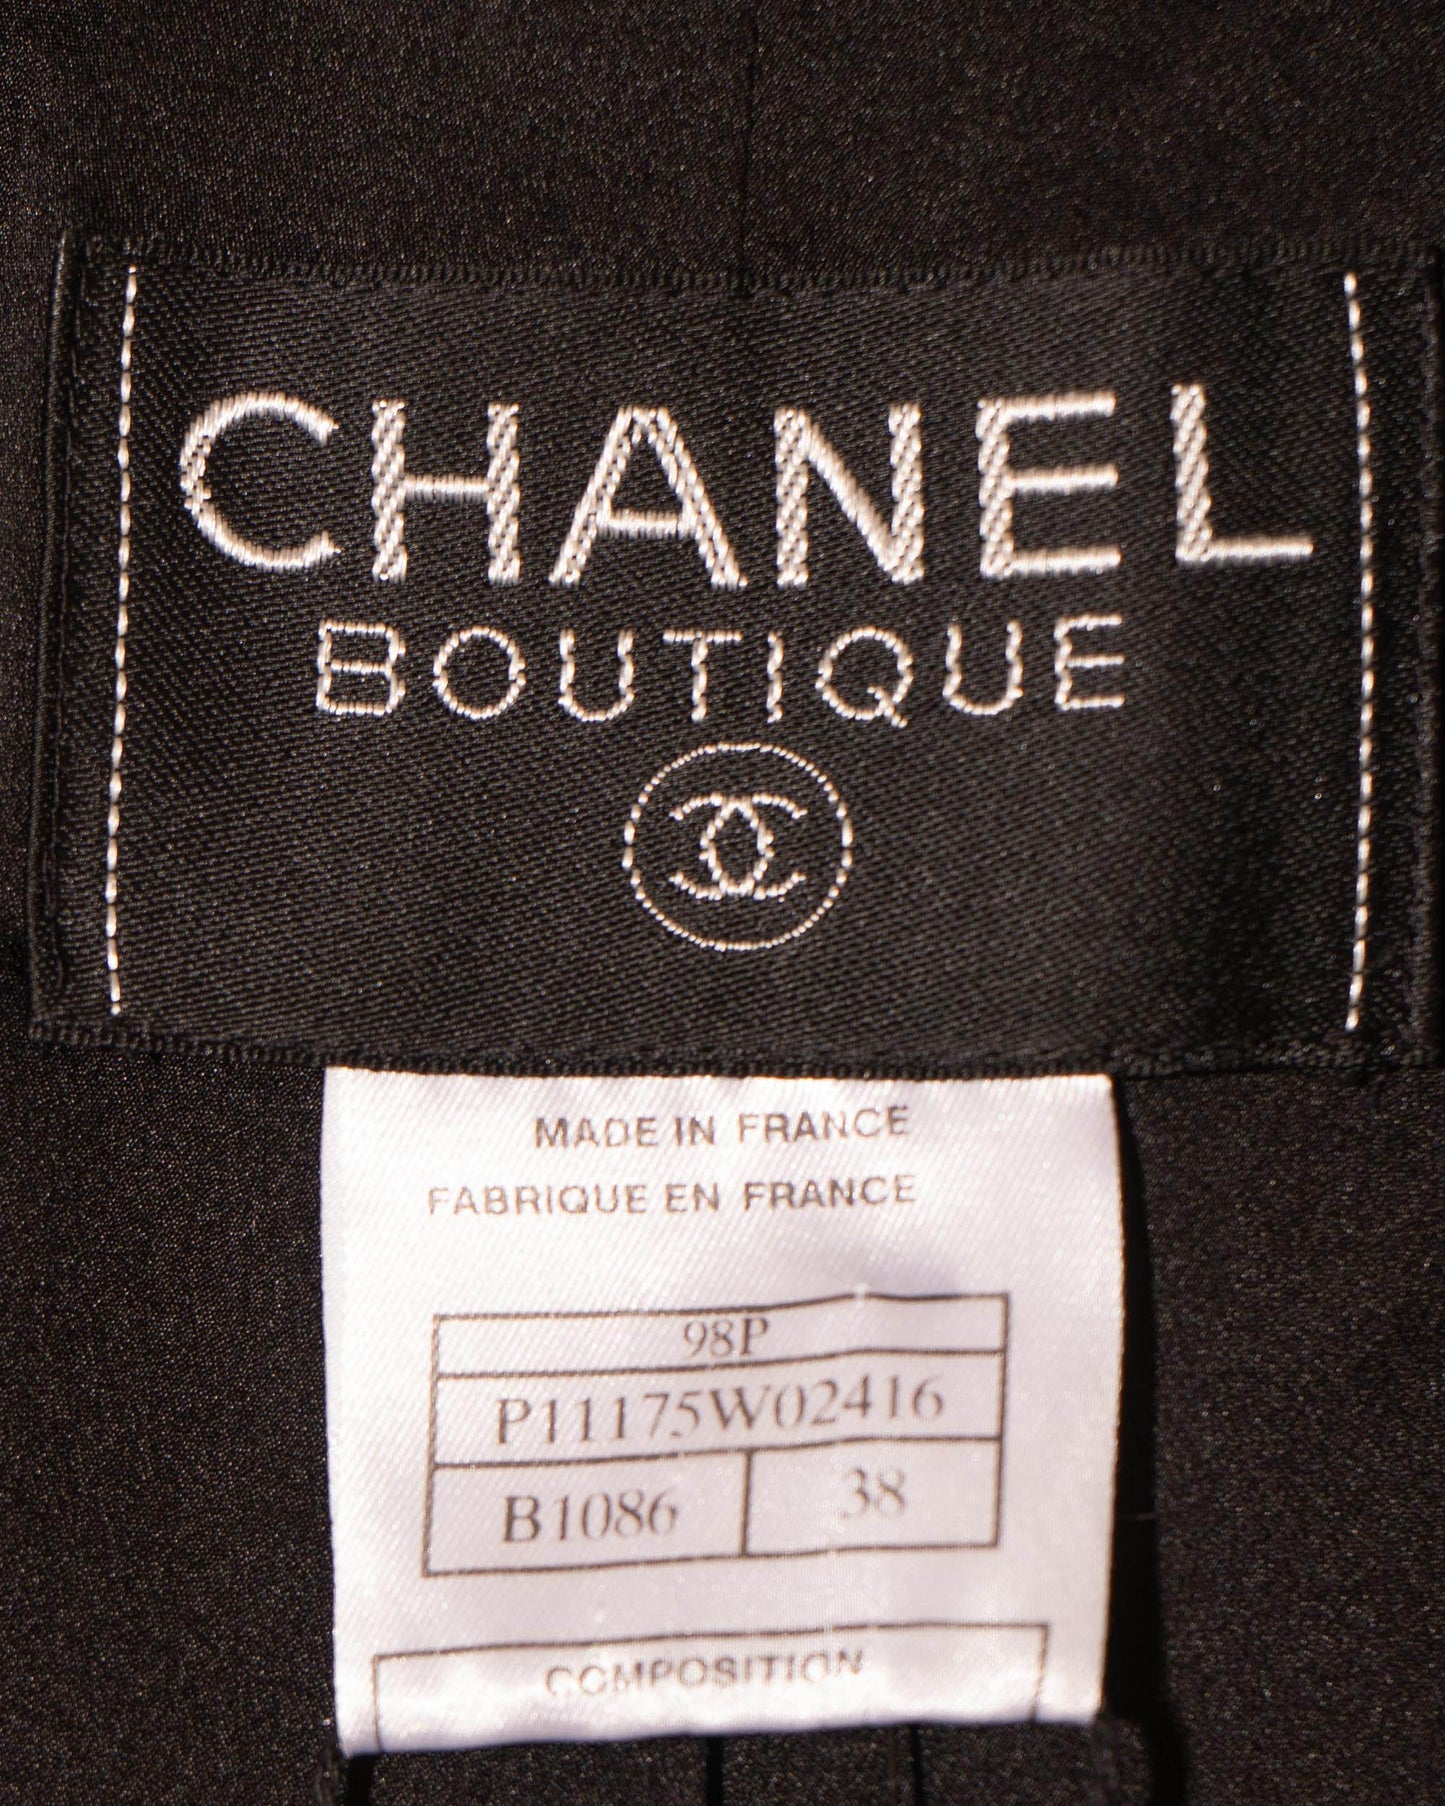 CHANEL
BOUTIQUE
MADE IN FRANCE
FABRIQUE EN FRANCE
98P
P11175W02416
B1086 38
COMPOSITION